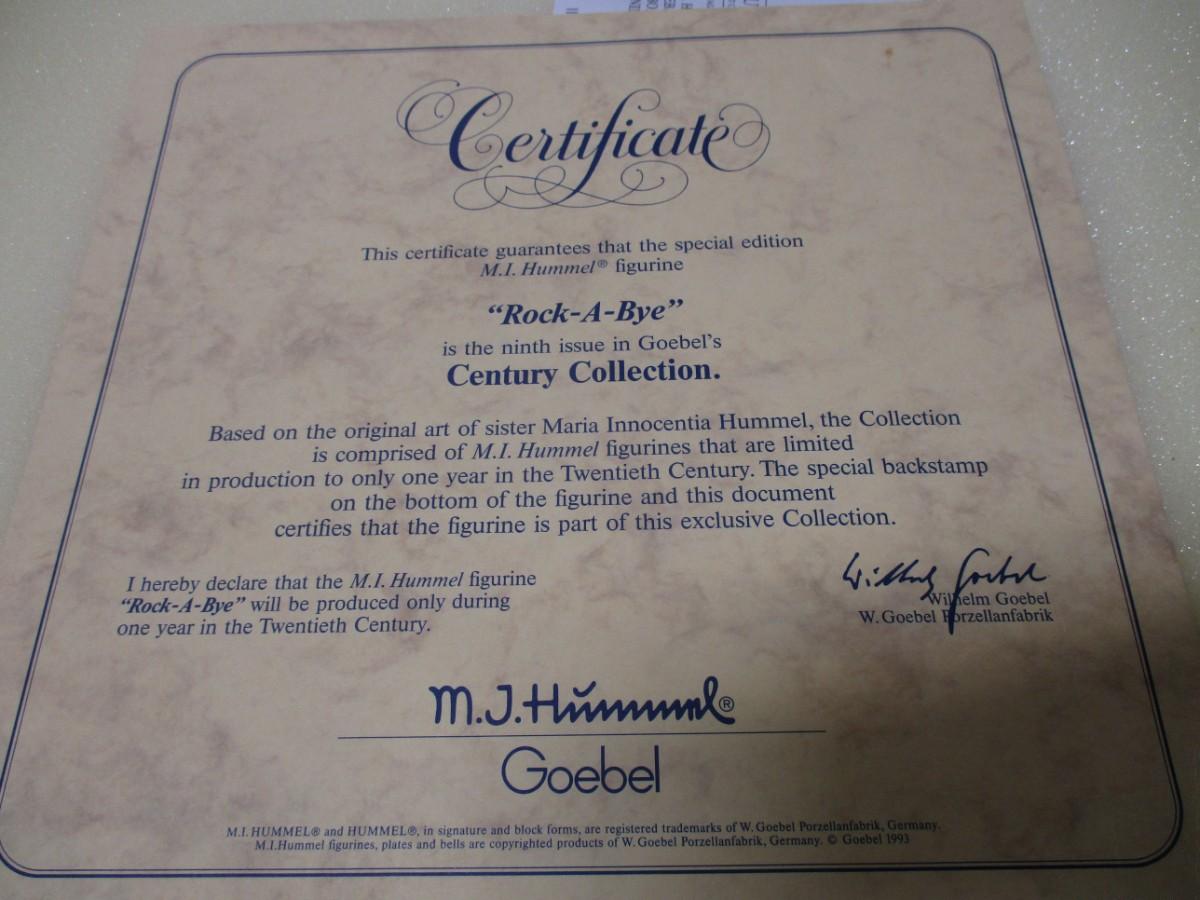 Certificate
This certificate guarantees that the special edition
M.I. Hummel® figurine
“Rock-A-Bye”
is the ninth issue in Goebel's
Century Collection.
Based on the original art of sister Maria Innocentia Hummel, the Collection
is comprised of M.I. Hummel figurines that are limited
in production to only one year in the Twentieth Century. The special backstamp
on the bottom of the figurine and this document
certifies that the figurine is part of this exclusive Collection.
I hereby declare that the M.I. Hummel figurine
“Rock-A-Bye” will be produced only during
one year in the Twentieth Century.
Wilhelm Goebel
Wilhelm Goebel
W. Goebel Porzellanfabrik
M.J. Hummel®
Goebel
M.I. HUMMEL® and HUMMEL®, in signature and block forms, are registered trademarks of W. Goebel Porzellanfabrik, Germany.
M.I.Hummel figurines, plates and bells are copyrighted products of W. Goebel Porzellanfabrik, Germany. © Goebel 1993